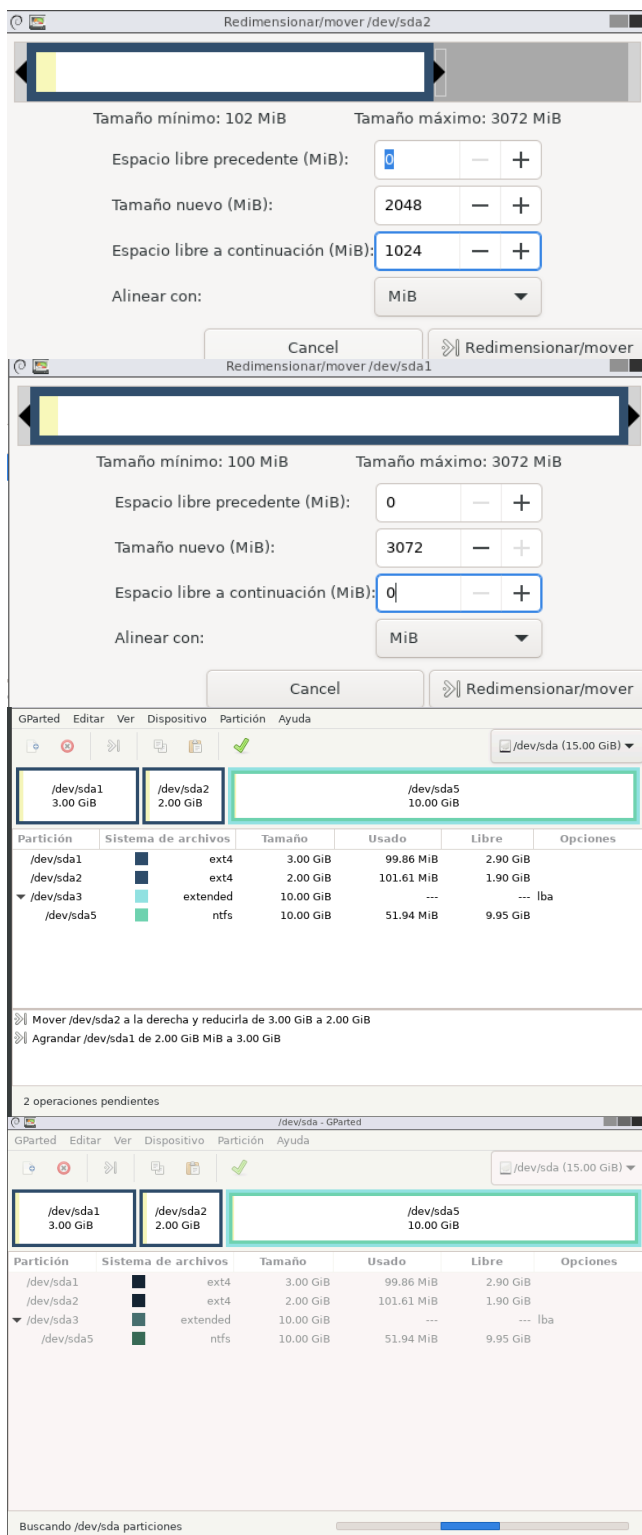 Redimensionar/mover /dev/sda2
Tamaño mínimo: 102 MiB Tamaño máximo: 3072 MiB
Espacio libre precedente (MiB): 0 — +
Tamaño nuevo (MiB): 2048 — +
Espacio libre a continuación (MiB): 1024 — +
Alinear con: MiB
Cancel Redimensionar/mover
Redimensionar/mover /dev/sda1
Tamaño mínimo: 100 MiB Tamaño máximo: 3072 MiB
Espacio libre precedente (MiB): 0 — +
Tamaño nuevo (MiB): 3072 — +
Espacio libre a continuación (MiB): 0 — +
Alinear con: MiB
Cancel Redimensionar/mover
GParted Editar Ver Dispositivo Partición Ayuda
/dev/sda (15.00 GiB)
/dev/sda1 /dev/sda2 /dev/sda5
3.00 GiB 2.00 GiB 10.00 GiB
Partición Sistema de archivos Tamaño Usado Libre Opciones
/dev/sda1 ext4 3.00 GiB 99.86 MiB 2.90 GiB
/dev/sda2 ext4 2.00 GiB 101.61 MiB 1.90 GiB
/dev/sda3 extended 10.00 GiB --- --- lba
/dev/sda5 ntfs 10.00 GiB 51.94 MiB 9.95 GiB
Mover /dev/sda2 a la derecha y reducirla de 3.00 GiB a 2.00 GiB
Agrandar /dev/sda1 de 2.00 GiB MiB a 3.00 GiB
2 operaciones pendientes
/dev/sda - GParted
GParted Editar Ver Dispositivo Partición Ayuda
/dev/sda (15.00 GiB)
/dev/sda1 /dev/sda2 /dev/sda5
3.00 GiB 2.00 GiB 10.00 GiB
Partición Sistema de archivos Tamaño Usado Libre Opciones
/dev/sda1 ext4 3.00 GiB 99.86 MiB 2.90 GiB
/dev/sda2 ext4 2.00 GiB 101.61 MiB 1.90 GiB
/dev/sda3 extended 10.00 GiB --- --- lba
/dev/sda5 ntfs 10.00 GiB 51.94 MiB 9.95 GiB
Buscando /dev/sda particiones